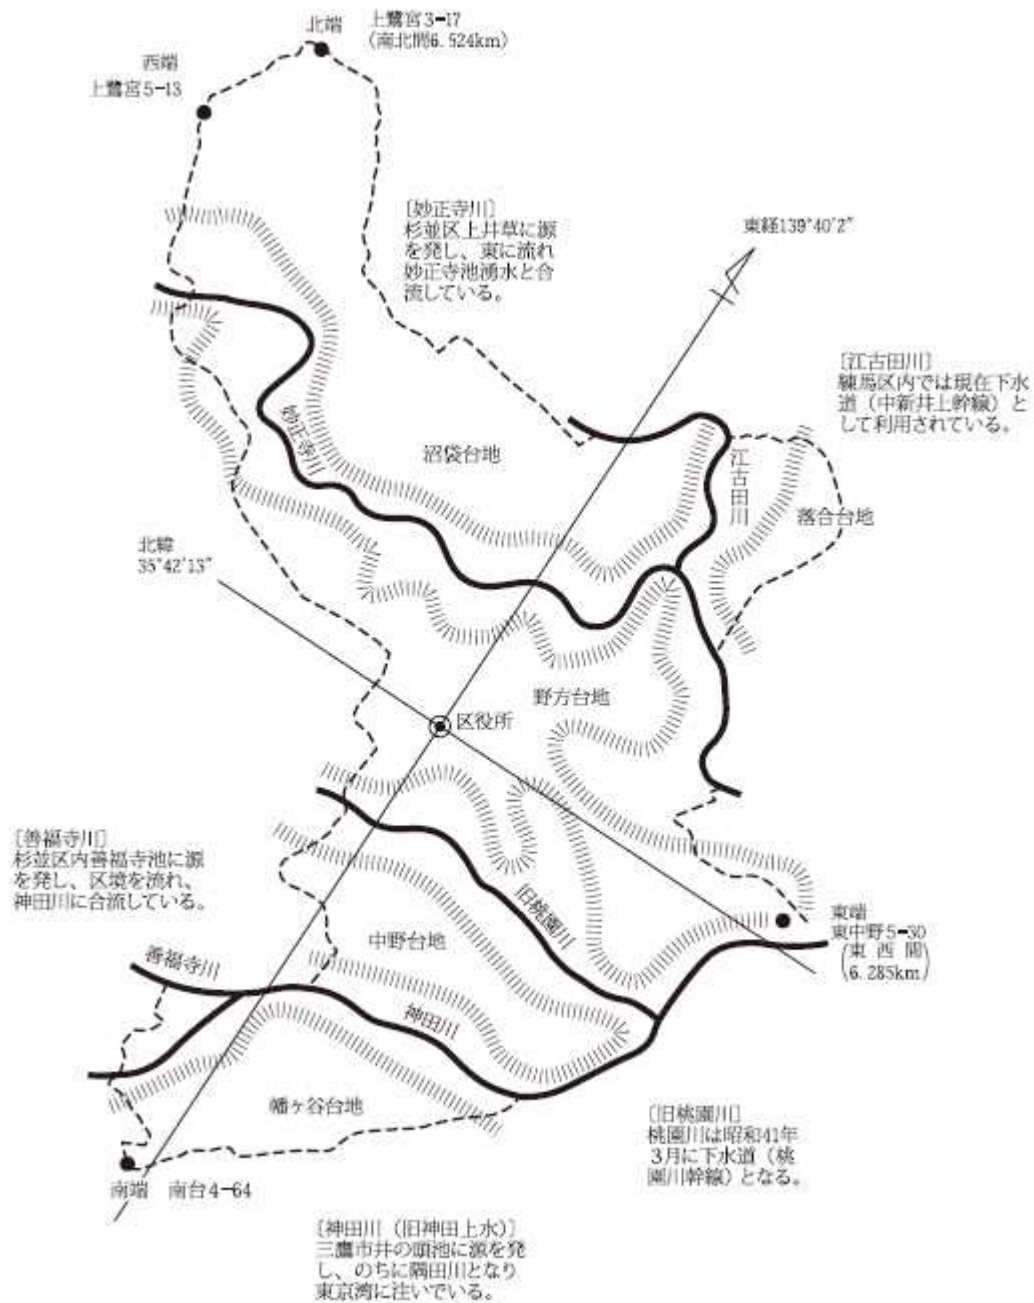 北端
上鷺宮3-17
(南北間6.524km)
西端
上鷺宮5-13
〔妙正寺川〕
杉並区上井草に源
を発し、東に流れ
妙正寺池湧水と合
流している。
東経139°40′2″
〔江古田川〕
練馬区内では現在下水
道（中新井上幹線）と
して利用されている。
妙正寺川
沼袋台地
江古田川
落合台地
北緯
35°42′13″
野方台地
区役所
〔善福寺川〕
杉並区内善福寺池に源
を発し、区境を流れ、
神田川に合流している。
旧桃園川
中野台地
東端
東中野5-30
(東西間
6.285km)
善福寺川
神田川
幡ヶ谷台地
〔旧桃園川〕
桃園川は昭和41年
3月に下水道（桃
園川幹線）となる。
南端　南台4-64
〔神田川（旧神田上水）〕
三鷹市井の頭池に源を発
し、のちに隅田川となり
東京湾に注いでいる。